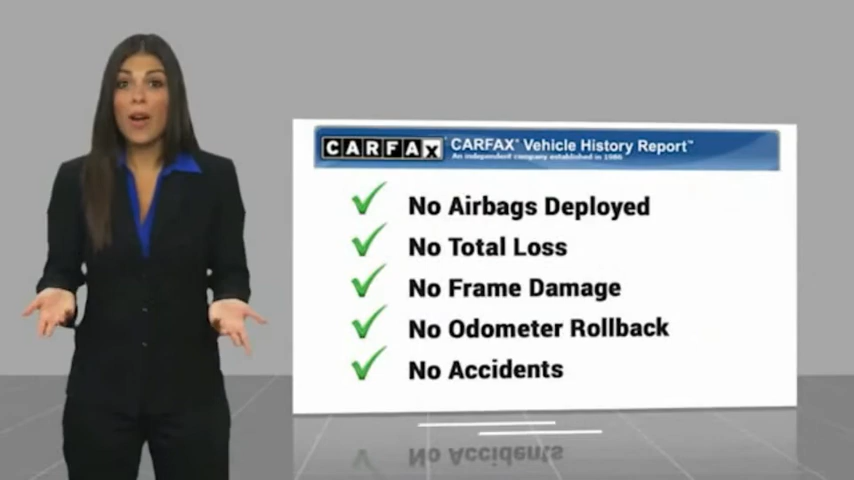 CARFAX CARFAX® Vehicle History Report™
An independent company established in 1986
No Airbags Deployed
No Total Loss
No Frame Damage
No Odometer Rollback
No Accidents
No Accidents